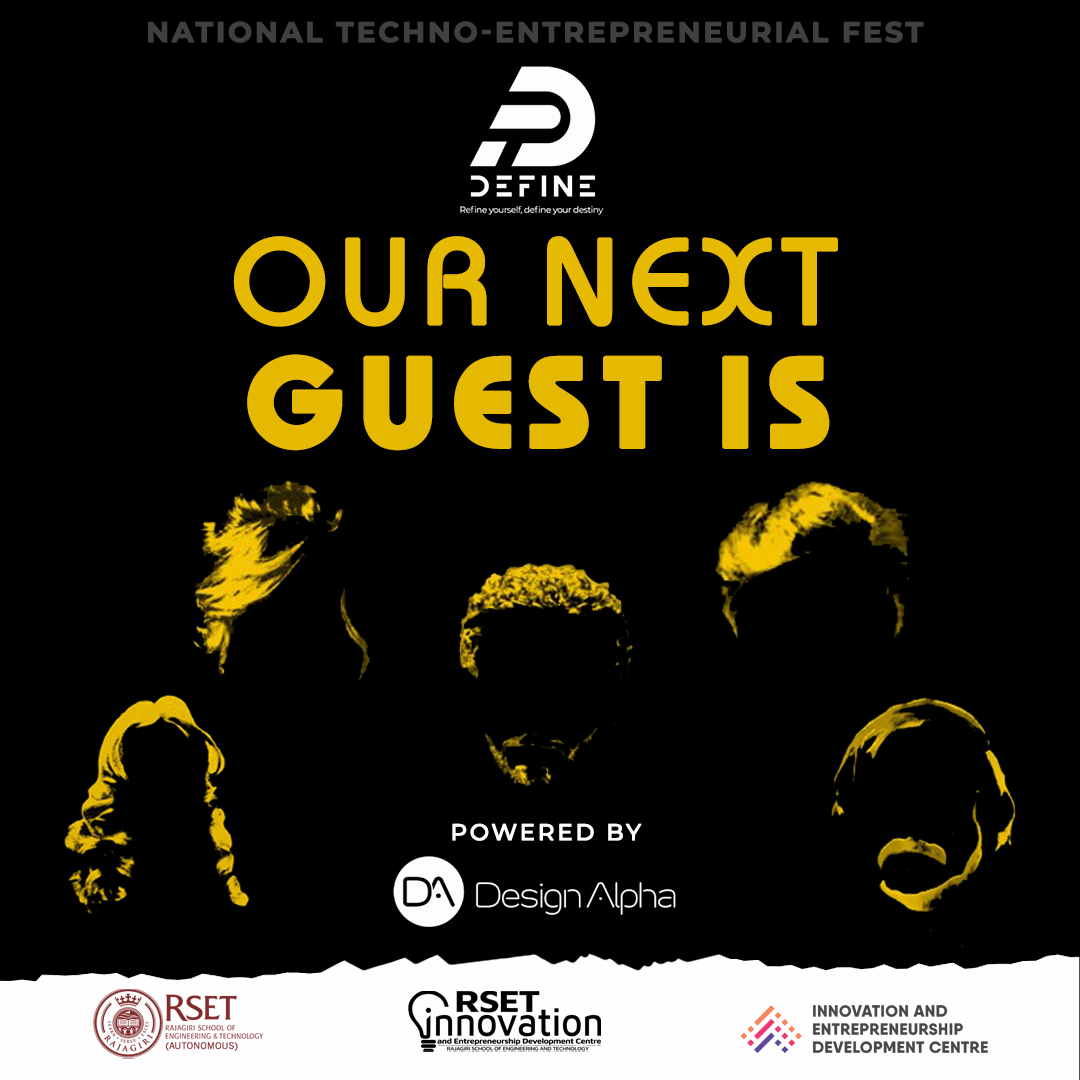 NATIONAL TECHNO-ENTREPRENEURIAL FEST
DEFINE
Refine yourself, define your destiny
OUR NEXT
GUEST IS
POWERED BY
DA Design Alpha
RSET
RAJAGIRI SCHOOL OF
ENGINEERING & TECHNOLOGY
(AUTONOMOUS)
RAJAGIRI
RSET
innovation
and Entrepreneurship Development Centre
RAJAGIRI SCHOOL OF ENGINEERING AND TECHNOLOGY
INNOVATION AND
ENTREPRENEURSHIP
DEVELOPMENT CENTRE